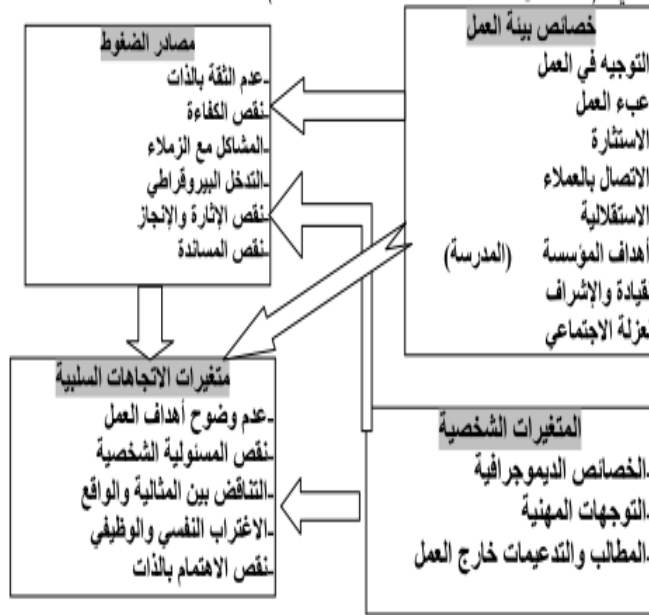 خصائص بيئة العمل
التوجيه في العمل
عبء العمل
الاستثارة
الاتصال بالعملاء
الاستقلالية
أهداف المؤسسة (المدرسة)
لقيادة والإشراف
لعزلة الاجتماعي
مصادر الضغوط
-عدم الثقة بالذات
-نقص الكفاءة
-المشاكل مع الزملاء
-التدخل البيروقراطي
-نقص الإثارة والإنجاز
-نقص المساندة
المتغيرات الشخصية
-الخصائص الديموجرافية
-التوجهات المهنية
-المطالب والتدعيمات خارج العمل
متغيرات الاتجاهات السلبية
-عدم وضوح أهداف العمل
-نقص المسئولية الشخصية
-التناقض بين المثالية والواقع
-الاغتراب النفسي والوظيفي
-نقص الاهتمام بالذات